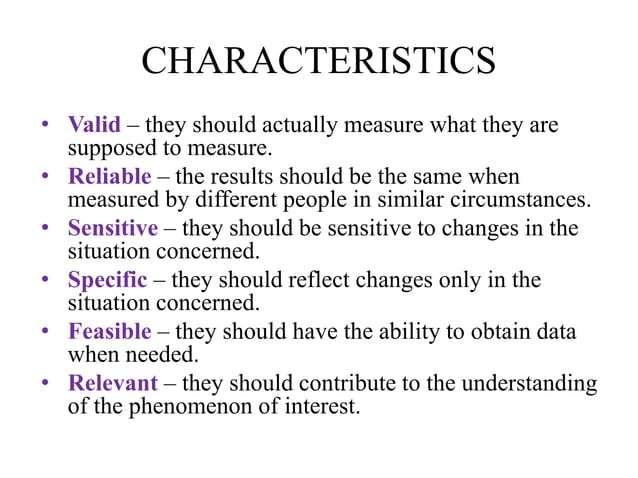 CHARACTERISTICS
• Valid – they should actually measure what they are
supposed to measure.
• Reliable – the results should be the same when
measured by different people in similar circumstances.
• Sensitive – they should be sensitive to changes in the
situation concerned.
• Specific – they should reflect changes only in the
situation concerned.
• Feasible – they should have the ability to obtain data
when needed.
• Relevant – they should contribute to the understanding
of the phenomenon of interest.